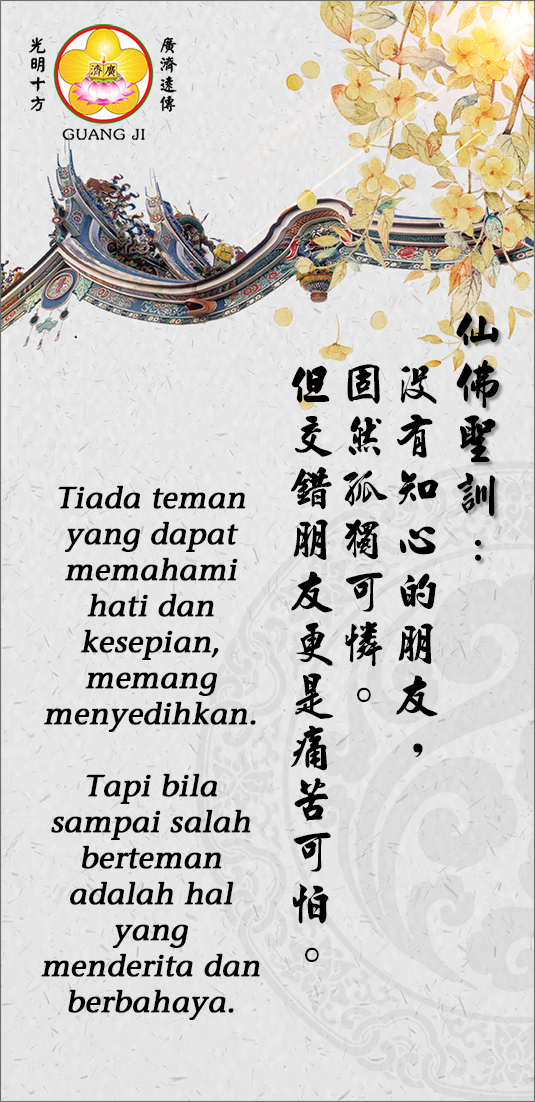 光明十方
廣濟遠傳
濟廣
GUANG JI
仙佛聖訓：
没有知心的朋友，
固然孤獨可憐。
但交錯朋友更是痛苦可怕。
Tiada teman
yang dapat
memahami
hati dan
kesepian,
memang
menyedihkan.
Tapi bila
sampai salah
berteman
adalah hal
yang
menderita dan
berbahaya.